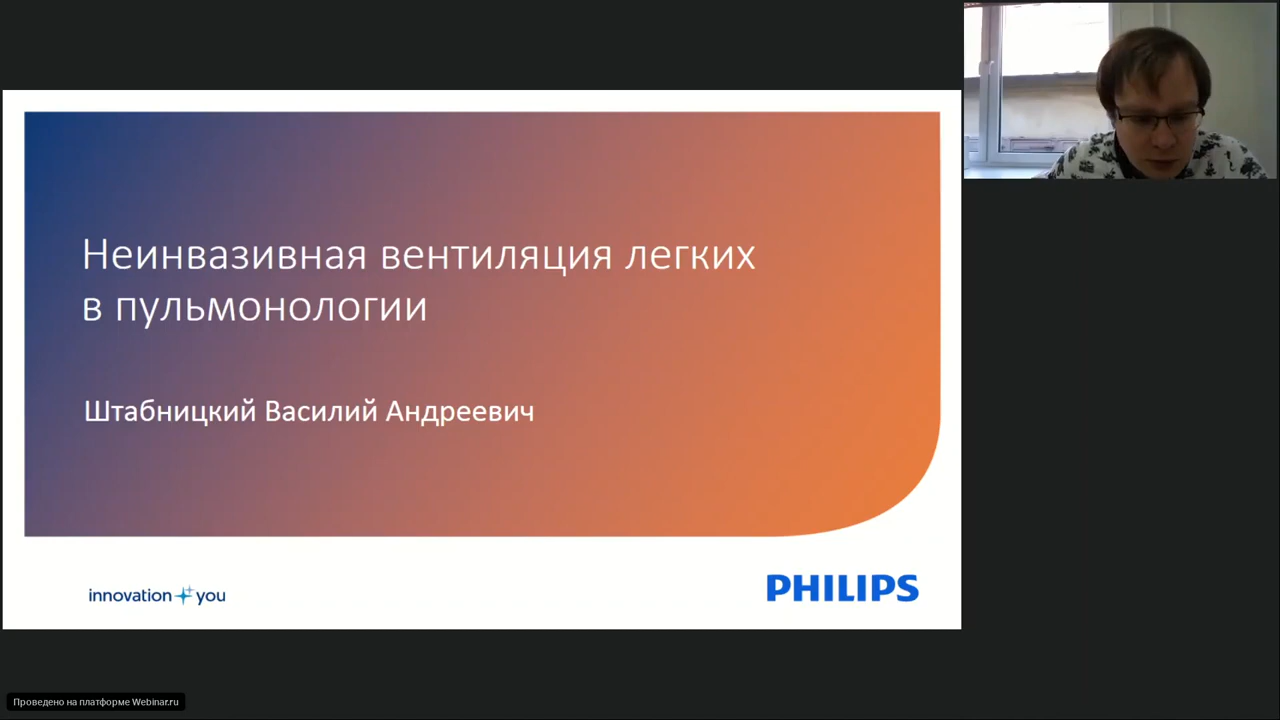 Неинвазивная вентиляция легких
в пульмонологии
Штабницкий Василий Андреевич
innovation you
PHILIPS
Проведено на платформе Webinar.ru